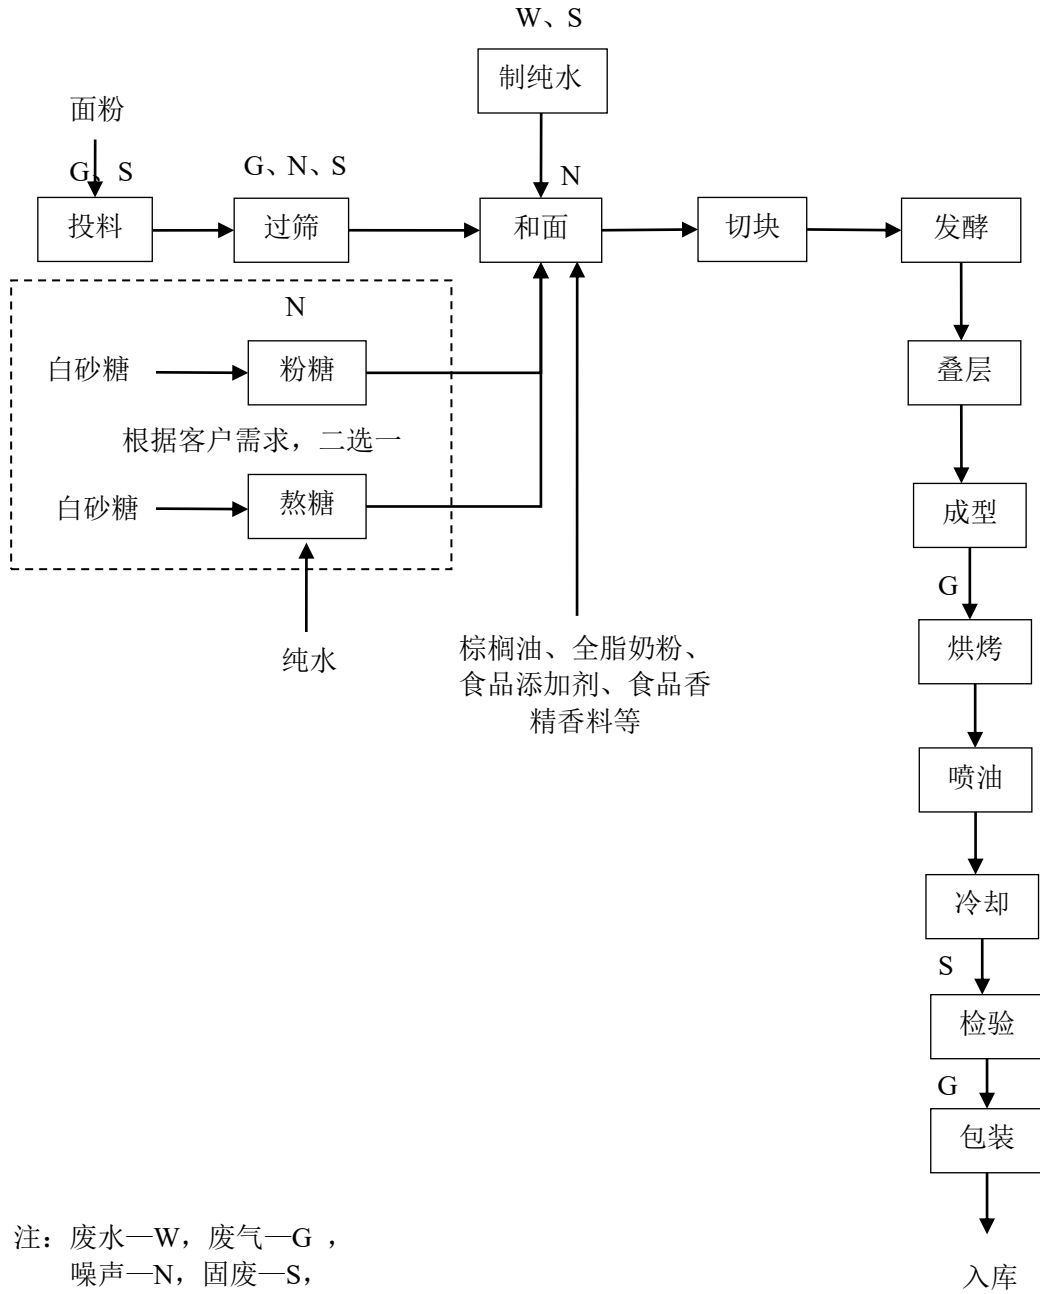 W、S
制纯水
面粉
G、S
G、N、S
N
投料
过筛
和面
切块
发酵
N
白砂糖
粉糖
叠层
根据客户需求，二选一
白砂糖
熬糖
成型
G
纯水
棕榈油、全脂奶粉、
食品添加剂、食品香
精香料等
烘烤
喷油
冷却
S
检验
G
包装
注：废水—W，废气—G ，
噪声—N，固废—S，
入库